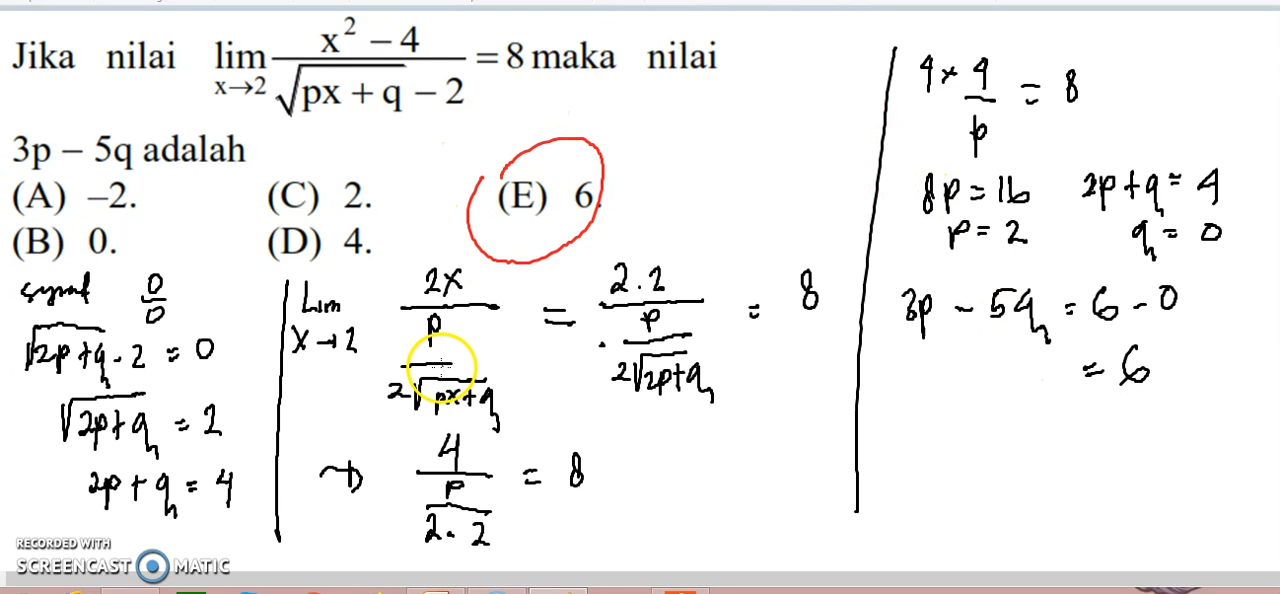 Jika nilai lim x→2 (x² − 4)/(√(px + q) − 2) = 8 maka nilai
3p − 5q adalah
(A) −2. (C) 2. (E) 6.
(B) 0. (D) 4.
syarat 0/0
√(2p+q) - 2 = 0
√(2p+q) = 2
2p + q = 4
Lim x→2 2x/(p/(2√(px+q))) = 2.2/(p/(2√(2p+q))) = 8
→ 4/(p/(2.2)) = 8
4 × 4/p = 8
8p = 16 2p+q = 4
p = 2 q = 0
3p - 5q = 6 - 0
= 6
RECORDED WITH
SCREENCAST MATIC